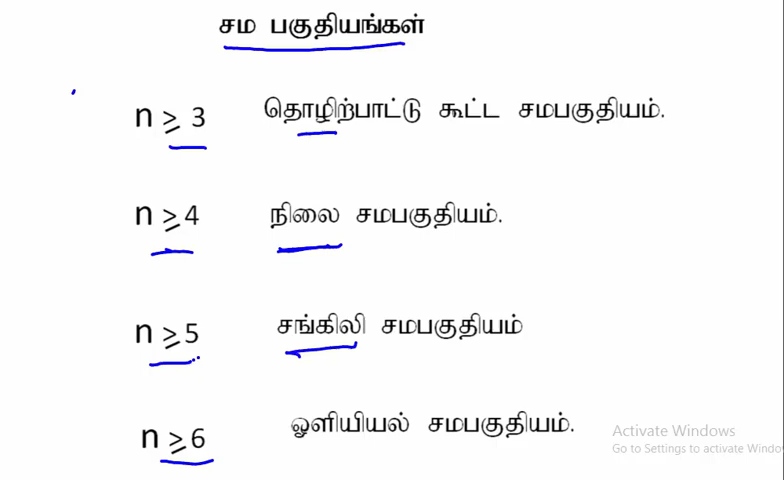 சம பகுதியங்கள்
n ≥ 3 தொழிற்பாட்டு கூட்ட சமபகுதியம்.
n ≥ 4 நிலை சமபகுதியம்.
n ≥ 5 சங்கிலி சமபகுதியம்
n ≥ 6 ஓளியியல் சமபகுதியம்.
Activate Windows
Go to Settings to activate Windo